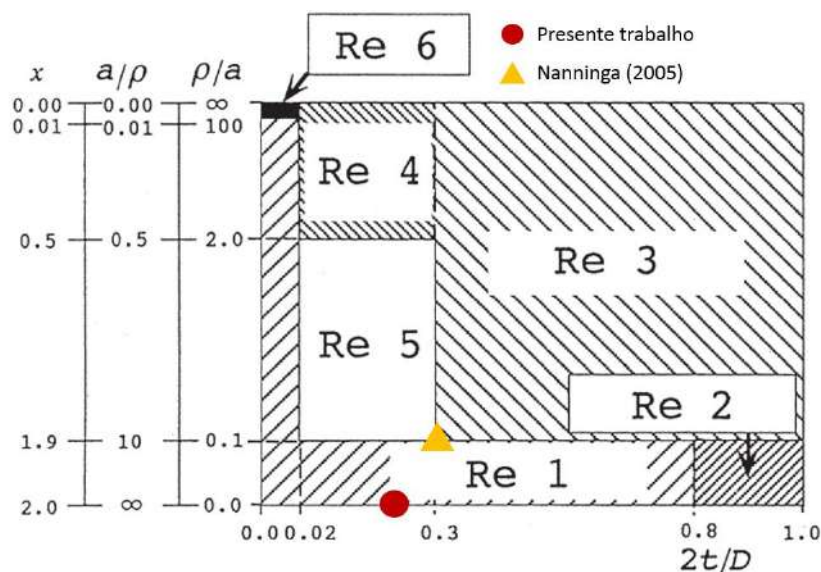 Re 6
Presente trabalho
Nanninga (2005)
x a/ρ ρ/a
0.00 0.00 ∞
0.01 0.01 100
Re 4
0.5 0.5 2.0
Re 3
Re 5
Re 2
1.9 10 0.1
Re 1
2.0 ∞ 0.0
0.0 0.02 0.3 0.8 1.0
2t/D